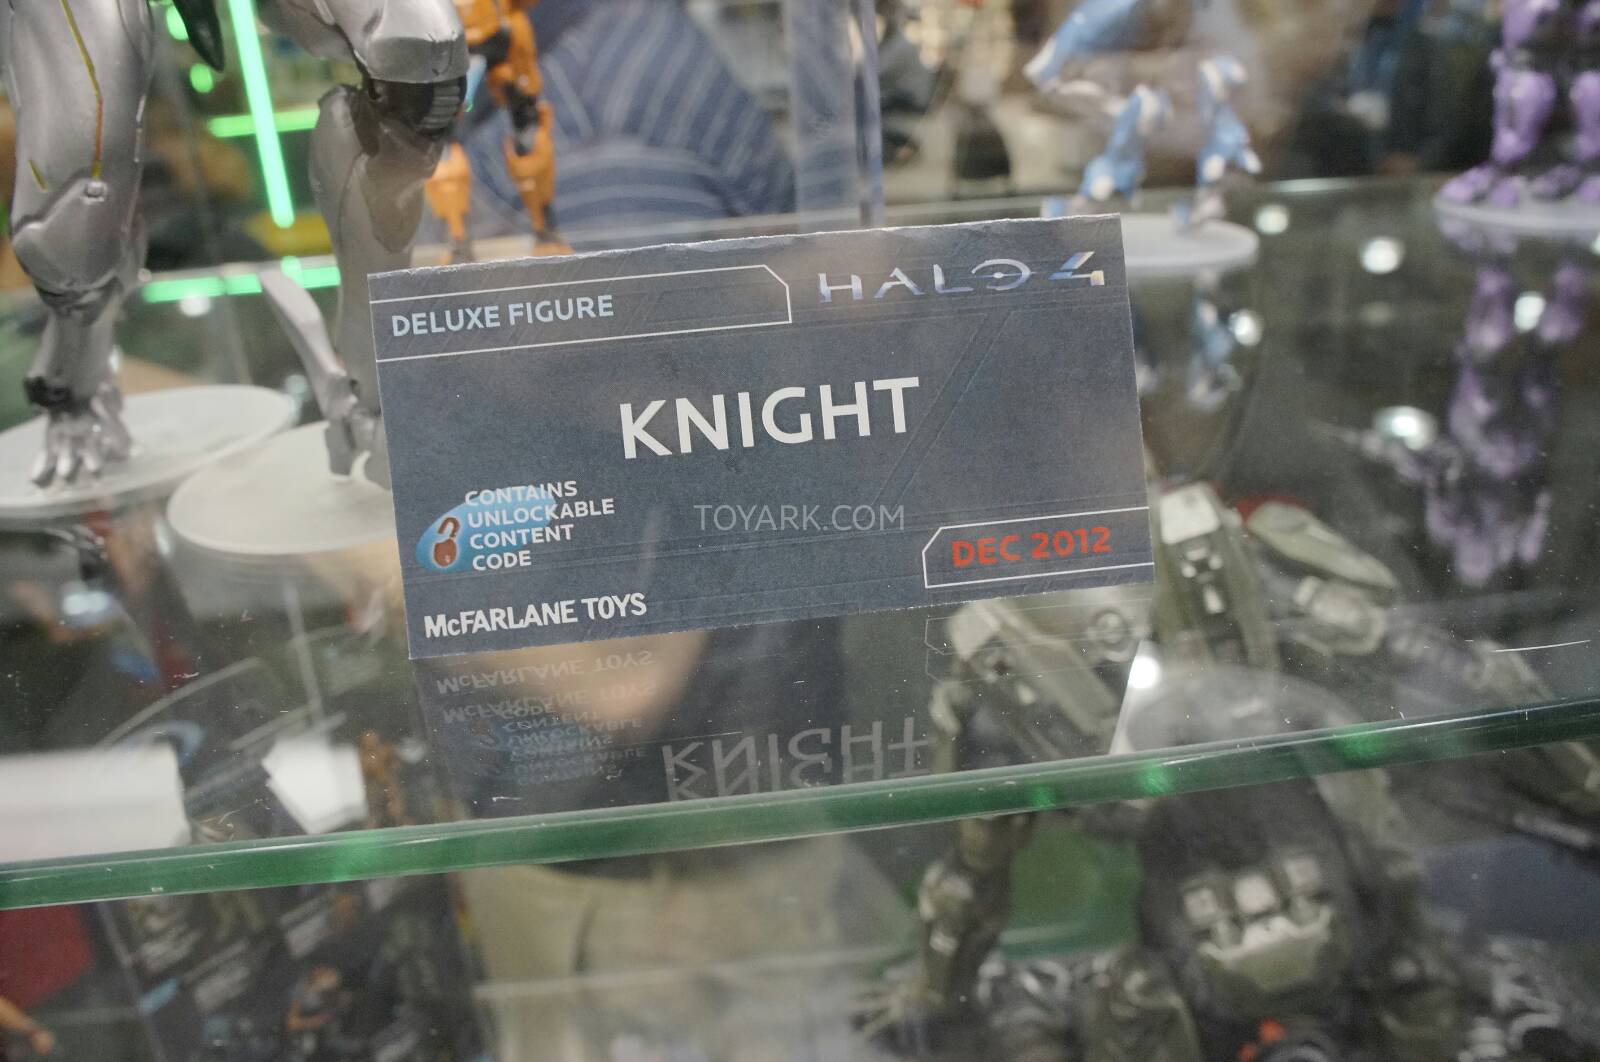 DELUXE FIGURE
HALO 4
KNIGHT
CONTAINS
UNLOCKABLE
CONTENT
CODE
TOYARK.COM
DEC 2012
McFARLANE TOYS